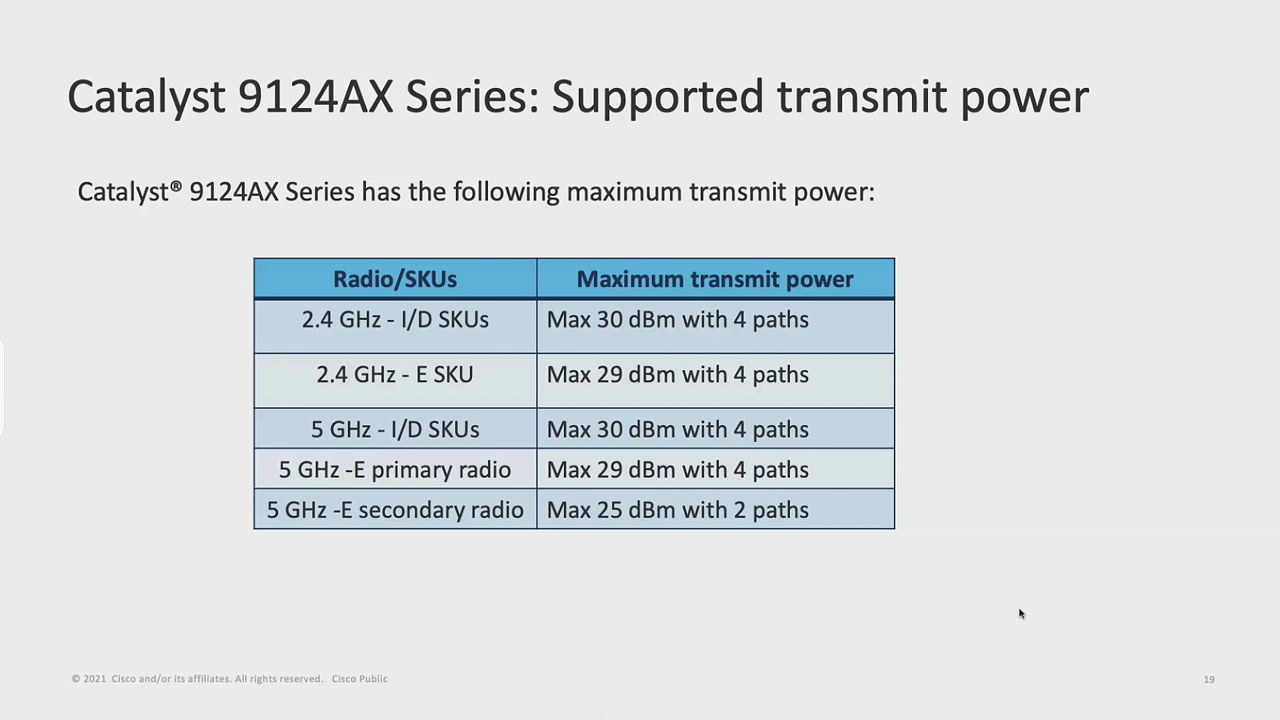 Catalyst 9124AX Series: Supported transmit power
Catalyst® 9124AX Series has the following maximum transmit power:
Radio/SKUs Maximum transmit power
2.4 GHz - I/D SKUs Max 30 dBm with 4 paths
2.4 GHz - E SKU Max 29 dBm with 4 paths
5 GHz - I/D SKUs Max 30 dBm with 4 paths
5 GHz -E primary radio Max 29 dBm with 4 paths
5 GHz -E secondary radio Max 25 dBm with 2 paths
© 2021 Cisco and/or its affiliates. All rights reserved. Cisco Public 19